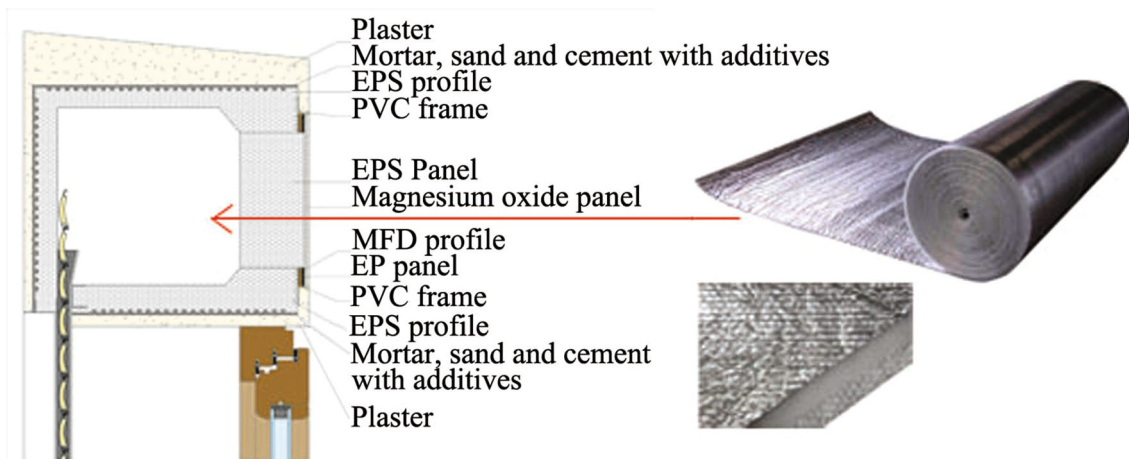 Plaster
Mortar, sand and cement with additives
EPS profile
PVC frame
EPS Panel
Magnesium oxide panel
MFD profile
EP panel
PVC frame
EPS profile
Mortar, sand and cement
with additives
Plaster